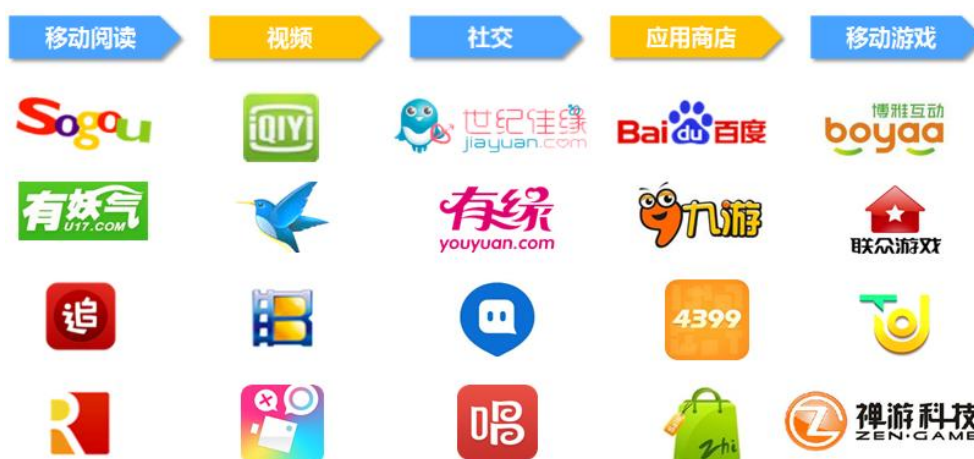 移动阅读
视频
社交
应用商店
移动游戏
Sogou
iQIYI
世纪佳缘
jiayuan.com
Bai du 百度
博雅互动
boyaa
有妖气
U17.COM
有缘
youyuan.com
九游
联众游戏
追
4399
唱
zhi
禅游科技
ZEN·GAME